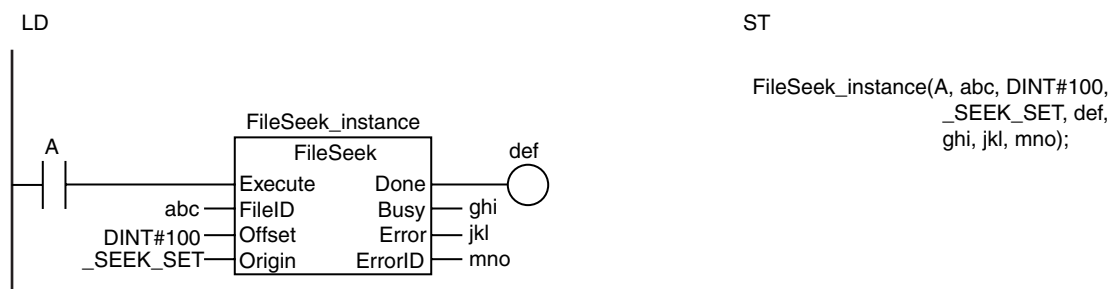 LD
ST
FileSeek_instance(A, abc, DINT#100,
_SEEK_SET, def,
ghi, jkl, mno);
FileSeek_instance
A
FileSeek
def
Execute Done
abc FileID Busy ghi
DINT#100 Offset Error jkl
_SEEK_SET Origin ErrorID mno